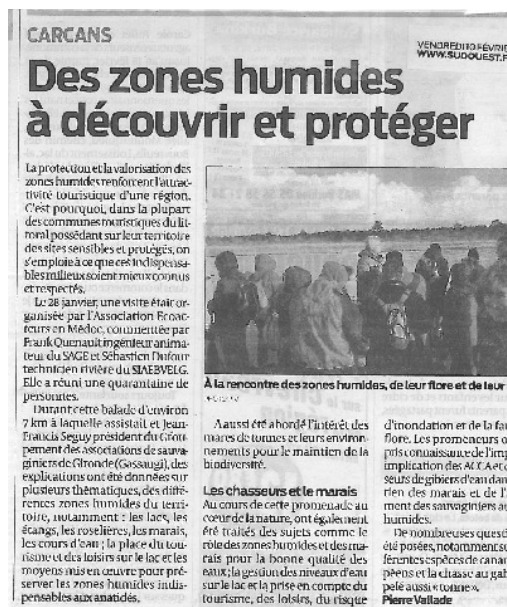 CARCANS
VENDREDI 10 FÉVRIE
WWW.SUDOUEST.F
Des zones humides
à découvrir et protéger
La protection et la valorisation des
zones humides renforcent l'attrac-
tivité touristique d'une région.
C'est pourquoi, dans la plupart
des communes touristiques du lit-
toral possédant sur leur territoire
des sites sensibles et protégés, on
s'emploie à ce que ces indispensa-
bles milieux soient mieux connus
et respectés.
Le 28 janvier, une visite était or-
ganisée par l'Association Ecoac-
teurs en Médoc, commentée par
Frank Quenault ingénieur anima-
teur du SAGE et Sébastien Dufour
technicien rivière du SIAEBVELG.
Elle a réuni une quarantaine de
personnes.
Durant cette balade d'environ
7 km à laquelle assistait et Jean-
Francis Seguy président du Grou-
pement des associations de sauva-
giniers de Gironde (Gassaugi), des
explications ont été données sur
plusieurs thématiques, des diffé-
rentes zones humides du terri-
toire, notamment : les lacs, les
étangs, les roselières, les marais,
les cours d'eau ; la place du tou-
risme et des loisirs sur le lac et les
moyens mis en œuvre pour pré-
server les zones humides indis-
pensables aux anatidés.
À la rencontre des zones humides, de leur flore et de leur
A aussi été abordé l'intérêt des
mares de tonnes et leurs environ-
nements pour le maintien de la
biodiversité.
Les chasseurs et le marais
Au cours de cette promenade au
cœur de la nature, ont également
été traités des sujets comme le
rôle des zones humides et des ma-
rais pour la bonne qualité des
eaux ; la gestion des niveaux d'eau
sur le lac et la prise en compte du
tourisme, des loisirs, du risque
d'inondation et de la fau
flore. Les promeneurs o
pris connaissance de l'imp
implication des ACCA et c
seurs de gibiers d'eau dan
tien des marais et de l'
ment des sauvaginiers au
humides.
De nombreuses questi
été posées, notamment su
férentes espèces de canar
péens et la chasse au gab
pelé aussi « tonne ».
Pierre Vallade